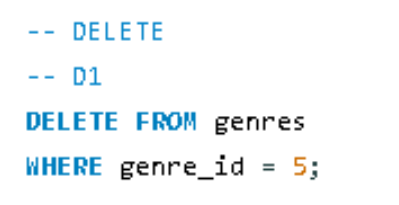 -- DELETE
-- D1
DELETE FROM genres
WHERE genre_id = 5;